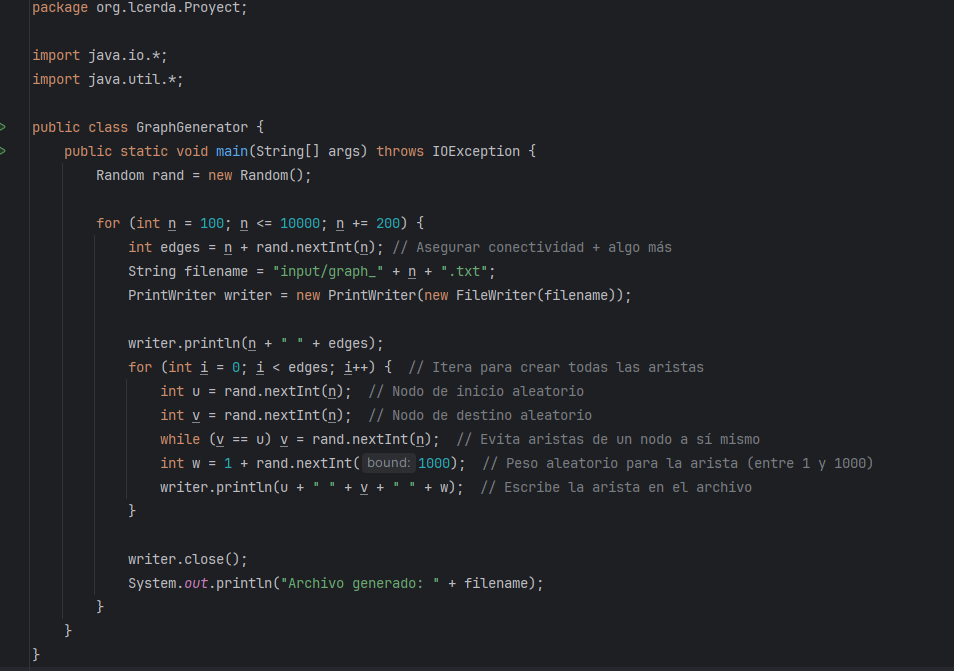 package org.lcerda.Proyect;
import java.io.*;
import java.util.*;
public class GraphGenerator {
public static void main(String[] args) throws IOException {
Random rand = new Random();
for (int n = 100; n <= 10000; n += 200) {
int edges = n + rand.nextInt(n); // Asegurar conectividad + algo más
String filename = "input/graph_" + n + ".txt";
PrintWriter writer = new PrintWriter(new FileWriter(filename));
writer.println(n + " " + edges);
for (int i = 0; i < edges; i++) {  // Itera para crear todas las aristas
int u = rand.nextInt(n);  // Nodo de inicio aleatorio
int v = rand.nextInt(n);  // Nodo de destino aleatorio
while (v == u) v = rand.nextInt(n);  // Evita aristas de un nodo a sí mismo
int w = 1 + rand.nextInt( bound: 1000);  // Peso aleatorio para la arista (entre 1 y 1000)
writer.println(u + " " + v + " " + w);  // Escribe la arista en el archivo
}
writer.close();
System.out.println("Archivo generado: " + filename);
}
}
}